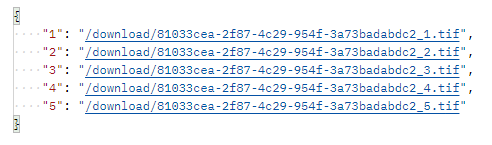 {
"1": "/download/81033cea-2f87-4c29-954f-3a73badabdc2_1.tif",
"2": "/download/81033cea-2f87-4c29-954f-3a73badabdc2_2.tif",
"3": "/download/81033cea-2f87-4c29-954f-3a73badabdc2_3.tif",
"4": "/download/81033cea-2f87-4c29-954f-3a73badabdc2_4.tif",
"5": "/download/81033cea-2f87-4c29-954f-3a73badabdc2_5.tif"
}